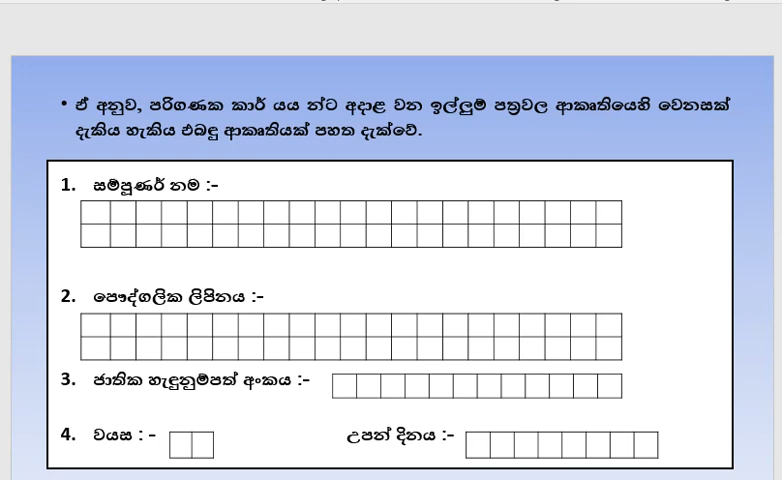 • ඒ අනුව, පරිගණක කාර් යය න්ට අදාළ වන ඉල්ලුම් පත්‍රවල ආකෘතියෙහි වෙනසක්
දැකිය හැකිය එබඳු ආකෘතියක් පහත දැක්වේ.
1. සම්පූණර් නම :-
2. පෞද්ගලික ලිපිනය :-
3. ජාතික හැඳුනුම්පත් අංකය :-
4. වයස : - උපන් දිනය :-